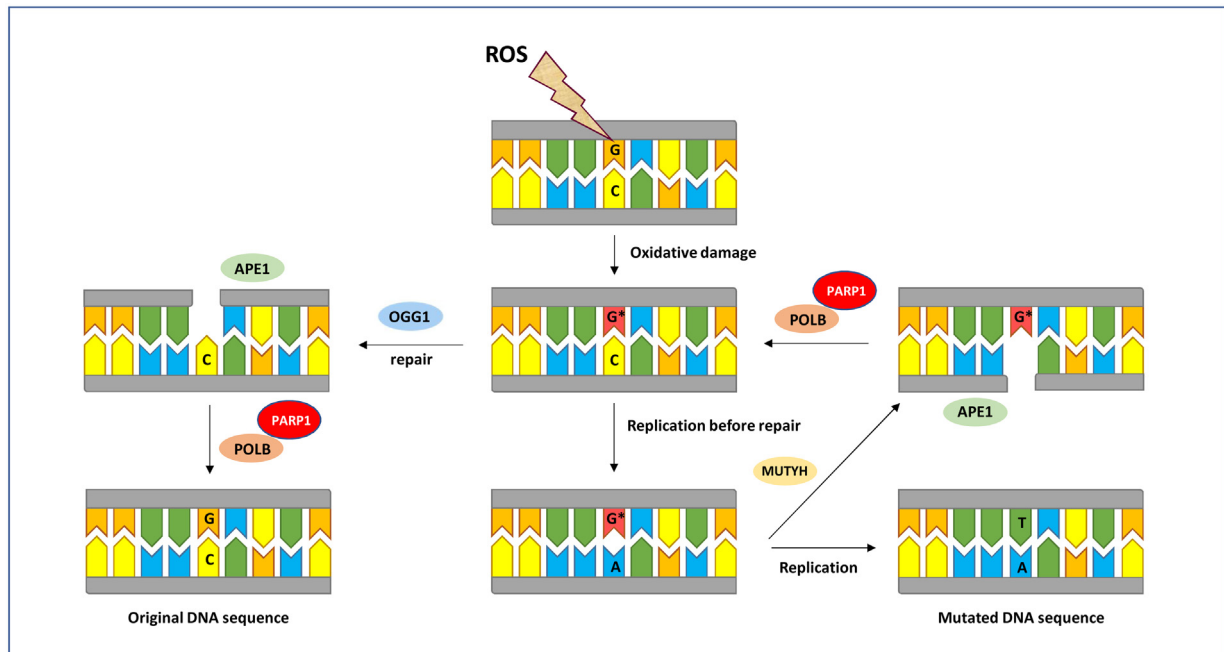 ROS
G
C
Oxidative damage
APE1
OGG1
repair
C
G*
C
PARP1
POLB
G*
APE1
PARP1
POLB
Replication before repair
MUTYH
G
C
G*
A
Replication
T
A
Original DNA sequence
Mutated DNA sequence